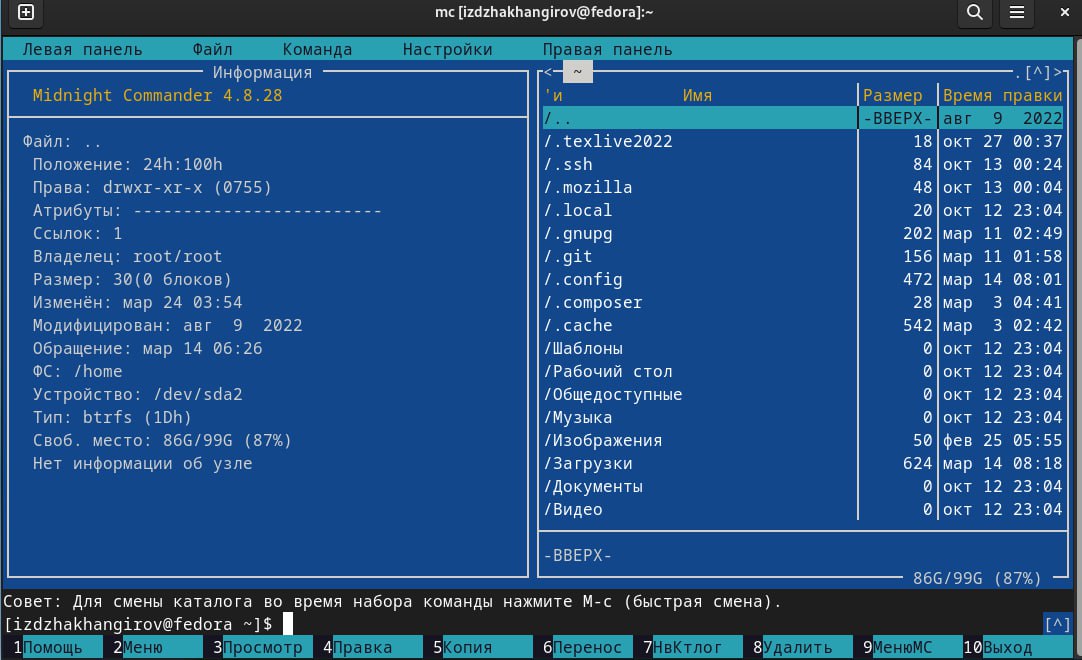 mc [izdzhakhangirov@fedora]:~
Левая панель Файл Команда Настройки Правая панель
Информация
Midnight Commander 4.8.28
Файл: ..
Положение: 24h:100h
Права: drwxr-xr-x (0755)
Атрибуты: -------------------------
Ссылок: 1
Владелец: root/root
Размер: 30(0 блоков)
Изменён: мар 24 03:54
Модифицирован: авг  9  2022
Обращение: мар 14 06:26
ФС: /home
Устройство: /dev/sda2
Тип: btrfs (1Dh)
Своб. место: 86G/99G (87%)
Нет информации об узле
<- ~ .[^]>
'и Имя Размер Время правки
/.. -ВВЕРХ- авг  9  2022
/.texlive2022 18 окт 27 00:37
/.ssh 84 окт 13 00:24
/.mozilla 48 окт 13 00:04
/.local 20 окт 12 23:04
/.gnupg 202 мар 11 02:49
/.git 156 мар 11 01:58
/.config 472 мар 14 08:01
/.composer 28 мар  3 04:41
/.cache 542 мар  3 02:42
/Шаблоны 0 окт 12 23:04
/Рабочий стол 0 окт 12 23:04
/Общедоступные 0 окт 12 23:04
/Музыка 0 окт 12 23:04
/Изображения 50 фев 25 05:55
/Загрузки 624 мар 14 08:18
/Документы 0 окт 12 23:04
/Видео 0 окт 12 23:04
-ВВЕРХ-
86G/99G (87%)
Совет: Для смены каталога во время набора команды нажмите M-c (быстрая смена).
[izdzhakhangirov@fedora ~]$ [^]
1Помощь 2Меню 3Просмотр 4Правка 5Копия 6Перенос 7НвКтлог 8Удалить 9МенюMC 10Выход